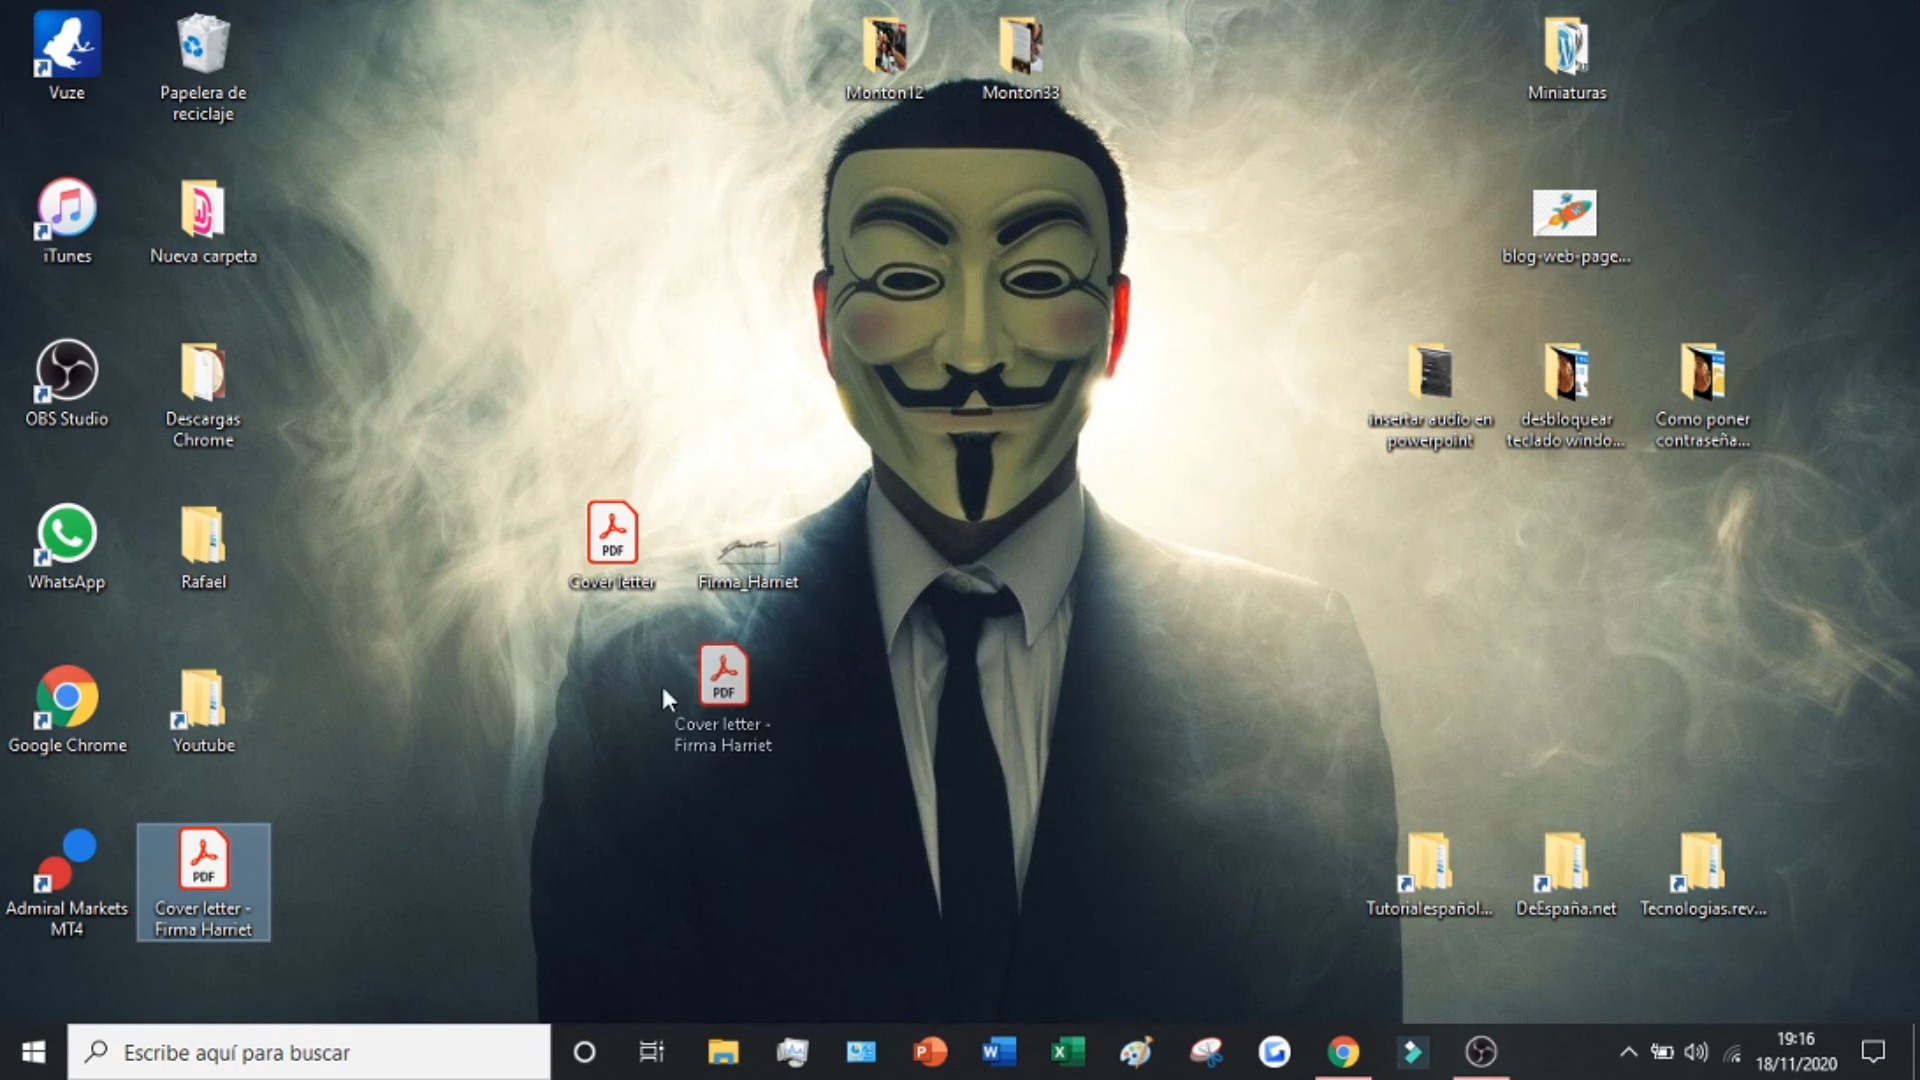 Vuze
Papelera de
reciclaje
Monton12
Monton33
Miniaturas
iTunes
Nueva carpeta
blog-web-page...
OBS Studio
Descargas
Chrome
insertar audio en
powerpoint
desbloquear
teclado windo...
Como poner
contraseña...
WhatsApp
Rafael
PDF
Cover letter
Firma_Harriet
Google Chrome
Youtube
PDF
Cover letter -
Firma Harriet
Admiral Markets
MT4
PDF
Cover letter -
Firma Harriet
Tutorialespañol...
DeEspaña.net
Tecnologias.rev...
Escribe aquí para buscar
19:16
18/11/2020